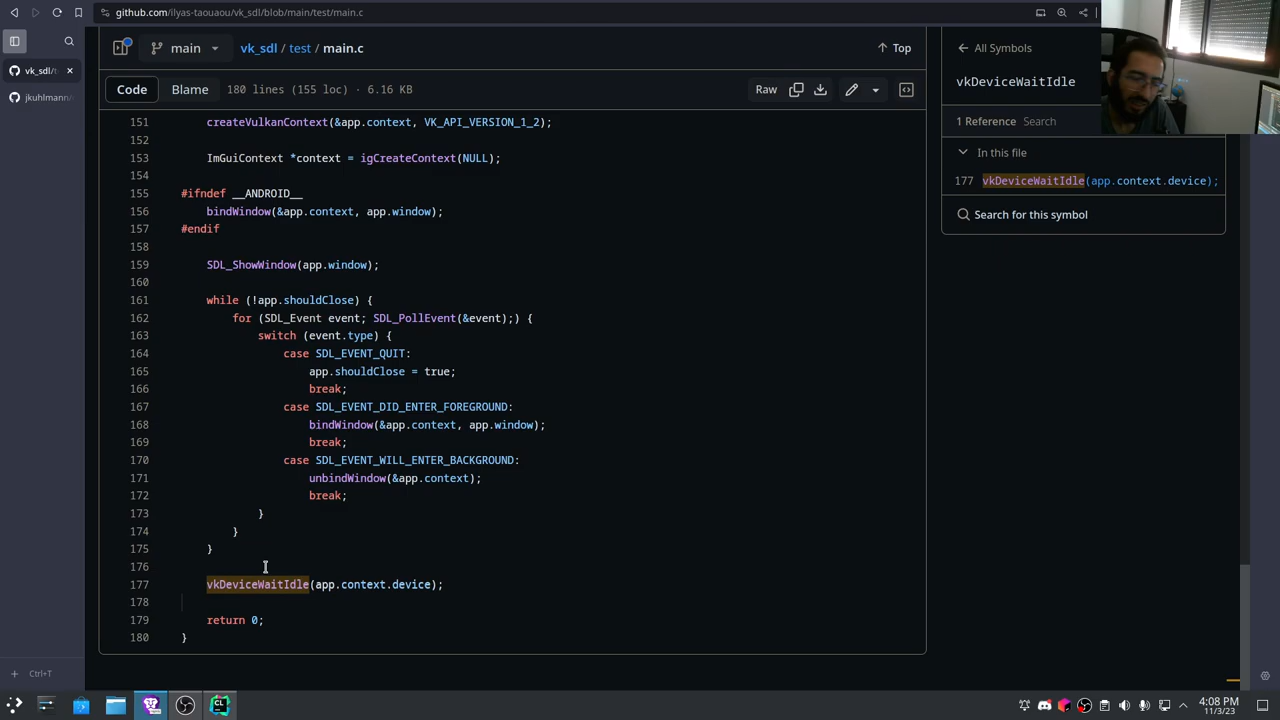 github.com/ilyas-taouaou/vk_sdl/blob/main/test/main.c
vk_sdl/t
jkuhlmann/
main
vk_sdl / test / main.c
Top
All Symbols
Code
Blame
180 lines (155 loc) · 6.16 KB
Raw
vkDeviceWaitIdle
1 Reference Search
In this file
177 vkDeviceWaitIdle(app.context.device);
Search for this symbol
151 createVulkanContext(&app.context, VK_API_VERSION_1_2);
152
153 ImGuiContext *context = igCreateContext(NULL);
154
155 #ifndef __ANDROID__
156 bindWindow(&app.context, app.window);
157 #endif
158
159 SDL_ShowWindow(app.window);
160
161 while (!app.shouldClose) {
162 for (SDL_Event event; SDL_PollEvent(&event);) {
163 switch (event.type) {
164 case SDL_EVENT_QUIT:
165 app.shouldClose = true;
166 break;
167 case SDL_EVENT_DID_ENTER_FOREGROUND:
168 bindWindow(&app.context, app.window);
169 break;
170 case SDL_EVENT_WILL_ENTER_BACKGROUND:
171 unbindWindow(&app.context);
172 break;
173 }
174 }
175 }
176
177 vkDeviceWaitIdle(app.context.device);
178
179 return 0;
180 }
Ctrl+T
CL
4:08 PM
11/3/23